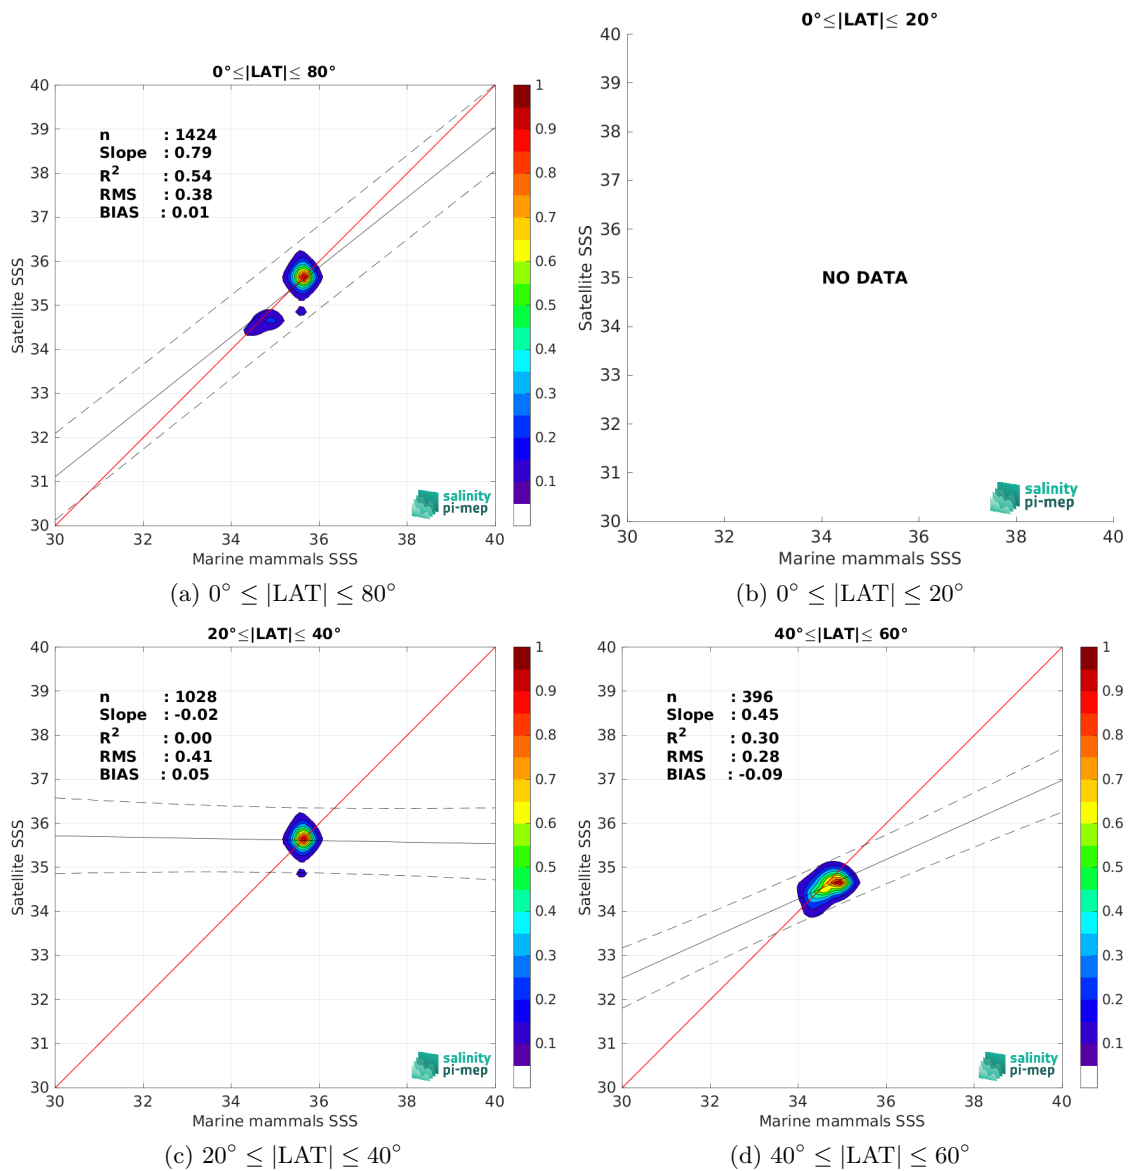 0°≤|LAT|≤ 80°
40
39
38
37
36
35
34
33
32
31
30
Satellite SSS
n : 1424
Slope : 0.79
R² : 0.54
RMS : 0.38
BIAS : 0.01
salinity
pi-mep
30 32 34 36 38 40
Marine mammals SSS
1
0.9
0.8
0.7
0.6
0.5
0.4
0.3
0.2
0.1
(a) 0° ≤ |LAT| ≤ 80°
0°≤|LAT|≤ 20°
40
39
38
37
36
35
34
33
32
31
30
Satellite SSS
NO DATA
salinity
pi-mep
30 32 34 36 38 40
Marine mammals SSS
(b) 0° ≤ |LAT| ≤ 20°
20°≤|LAT|≤ 40°
40
39
38
37
36
35
34
33
32
31
30
Satellite SSS
n : 1028
Slope : -0.02
R² : 0.00
RMS : 0.41
BIAS : 0.05
salinity
pi-mep
30 32 34 36 38 40
Marine mammals SSS
1
0.9
0.8
0.7
0.6
0.5
0.4
0.3
0.2
0.1
(c) 20° ≤ |LAT| ≤ 40°
40°≤|LAT|≤ 60°
40
39
38
37
36
35
34
33
32
31
30
Satellite SSS
n : 396
Slope : 0.45
R² : 0.30
RMS : 0.28
BIAS : -0.09
salinity
pi-mep
30 32 34 36 38 40
Marine mammals SSS
1
0.9
0.8
0.7
0.6
0.5
0.4
0.3
0.2
0.1
(d) 40° ≤ |LAT| ≤ 60°